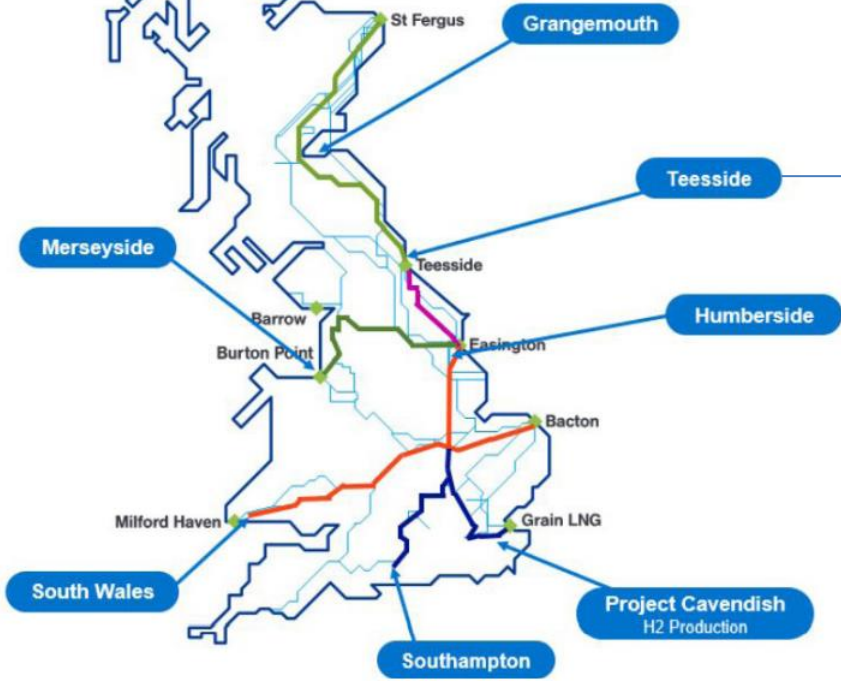 St Fergus
Grangemouth
Teesside
Merseyside
Teesside
Barrow
Humberside
Burton Point
Easington
Bacton
Milford Haven
Grain LNG
South Wales
Project Cavendish
H2 Production
Southampton